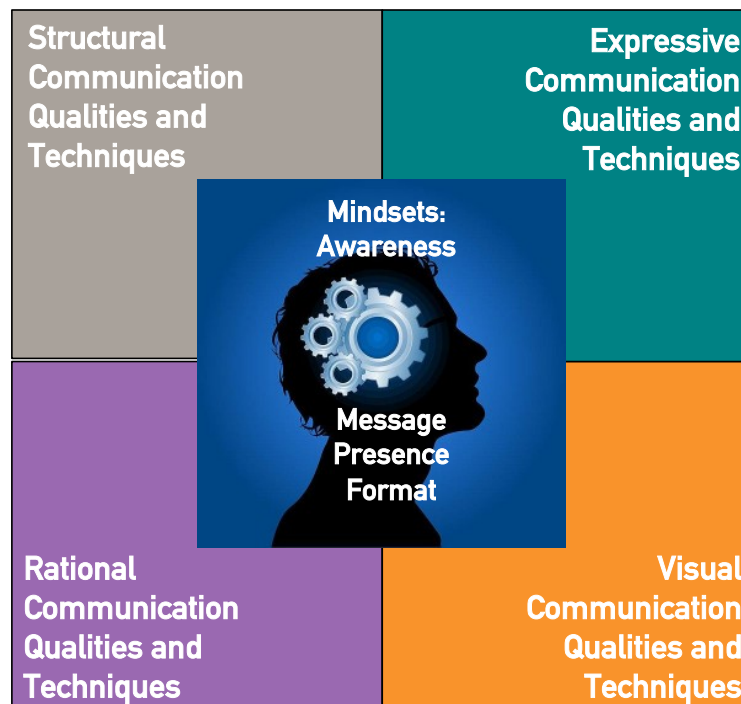 Structural
Communication
Qualities and
Techniques
Expressive
Communication
Qualities and
Techniques
Mindsets:
Awareness
Message
Presence
Format
Rational
Communication
Qualities and
Techniques
Visual
Communication
Qualities and
Techniques